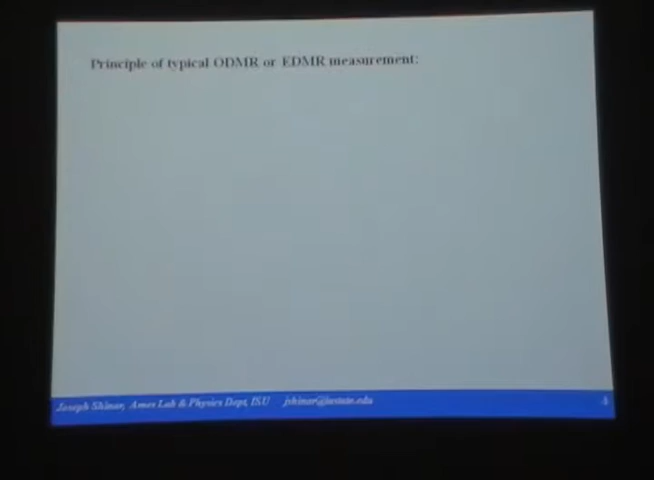 Principle of typical ODMR or EDMR measurement:
Joseph Shinar, Ames Lab & Physics Dept, ISU jshinar@iastate.edu